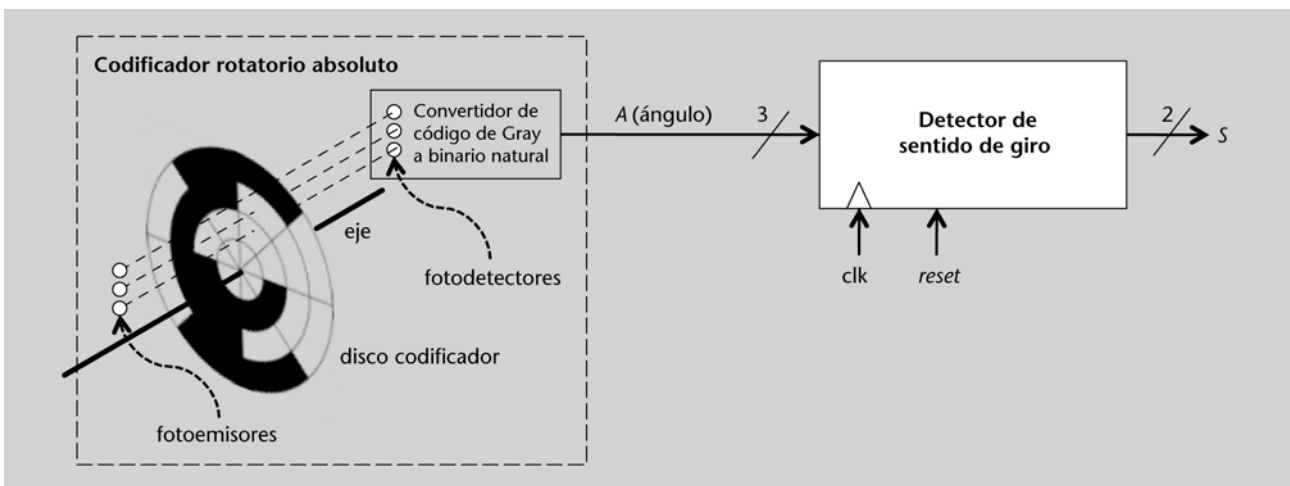 Codificador rotatorio absoluto
Convertidor de
código de Gray
a binario natural
A (ángulo)
3
Detector de
sentido de giro
2
S
eje
fotodetectores
clk
reset
disco codificador
fotoemisores